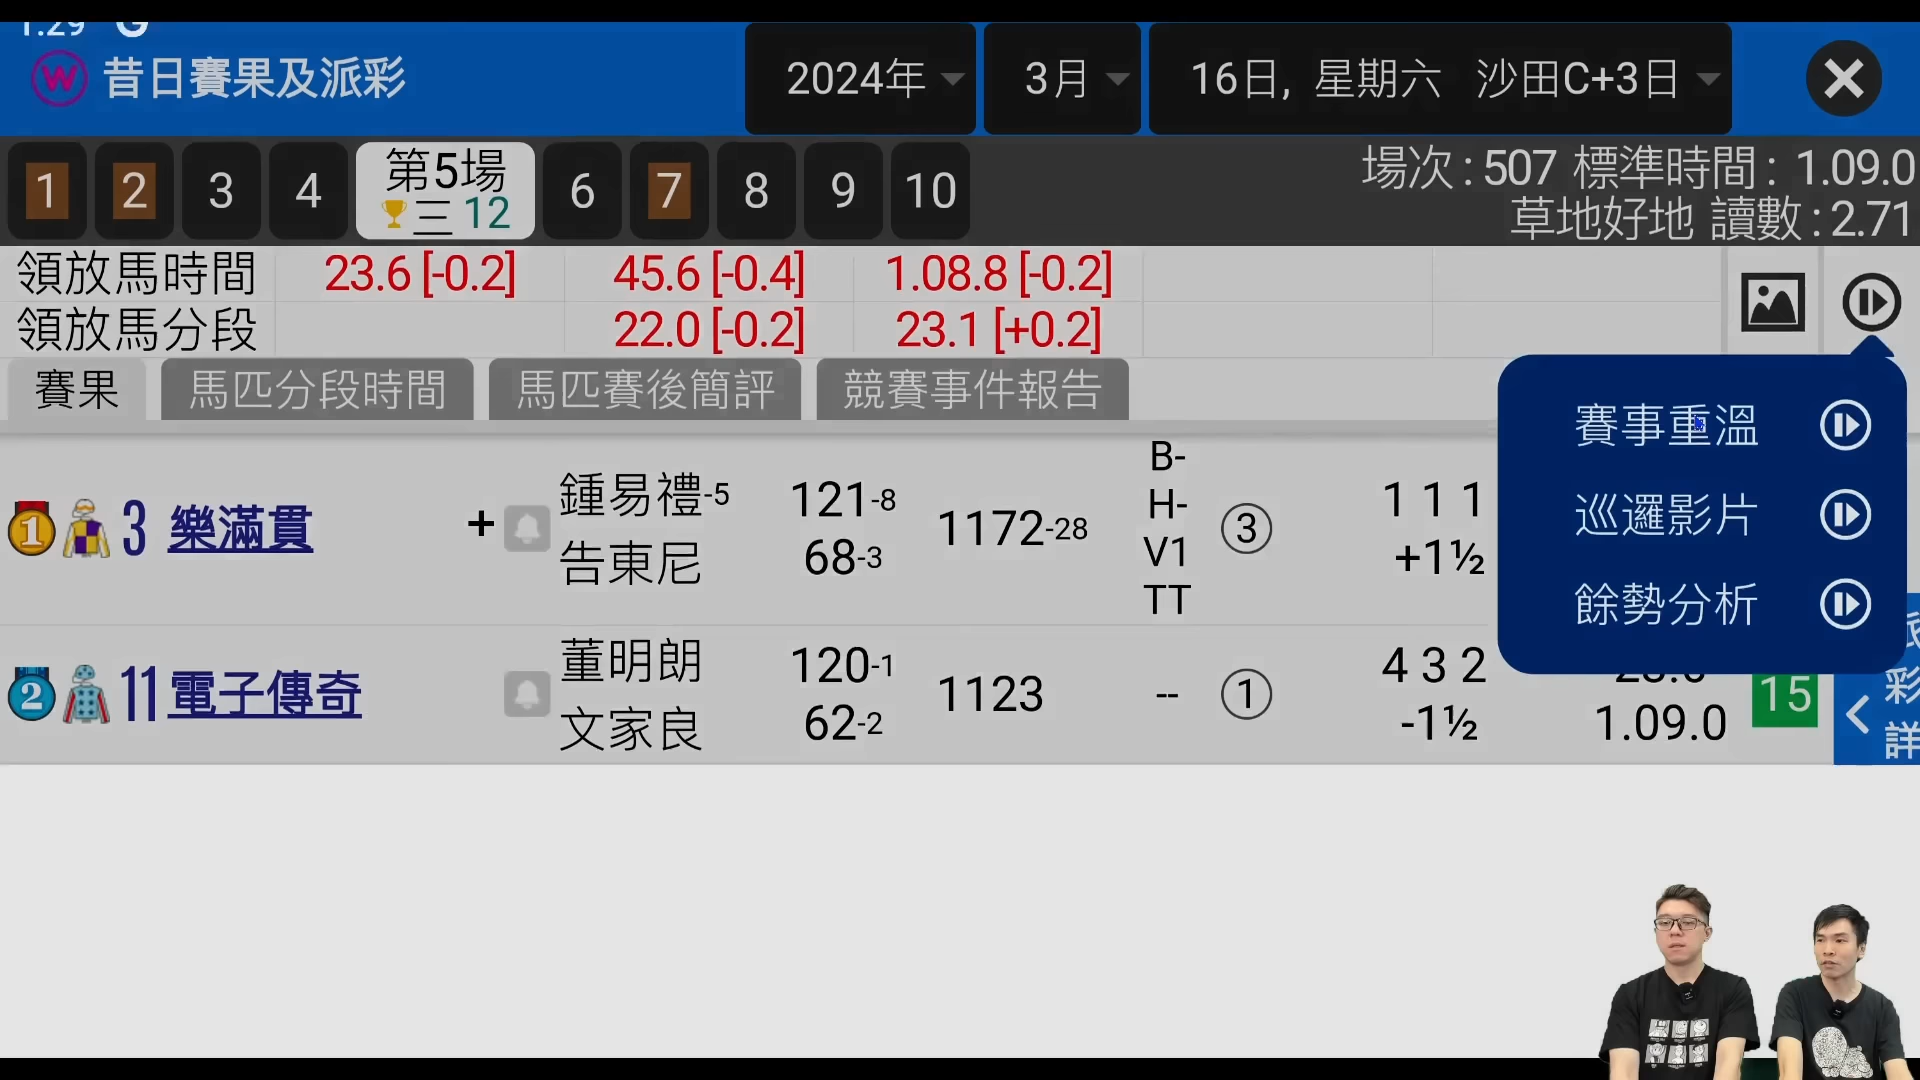 1:29
W 昔日賽果及派彩
2024年
3月
16日, 星期六 沙田C+3日
1
2
3
4
第5場
三 12
6
7
8
9
10
場次 : 507 標準時間 : 1.09.0
草地好地 讀數 : 2.71
領放馬時間 23.6 [-0.2] 45.6 [-0.4] 1.08.8 [-0.2]
領放馬分段 22.0 [-0.2] 23.1 [+0.2]
賽果
馬匹分段時間
馬匹賽後簡評
競賽事件報告
賽事重溫
巡邏影片
餘勢分析
1 3 樂滿貫 +
鍾易禮-5
告東尼
121-8
68-3
1172-28
B-
H-
V1
TT
3
1 1 1
+1½
2 11 電子傳奇
董明朗
文家良
120-1
62-2
1123
--
1
4 3 2
-1½
1.09.0
15
彩
詳